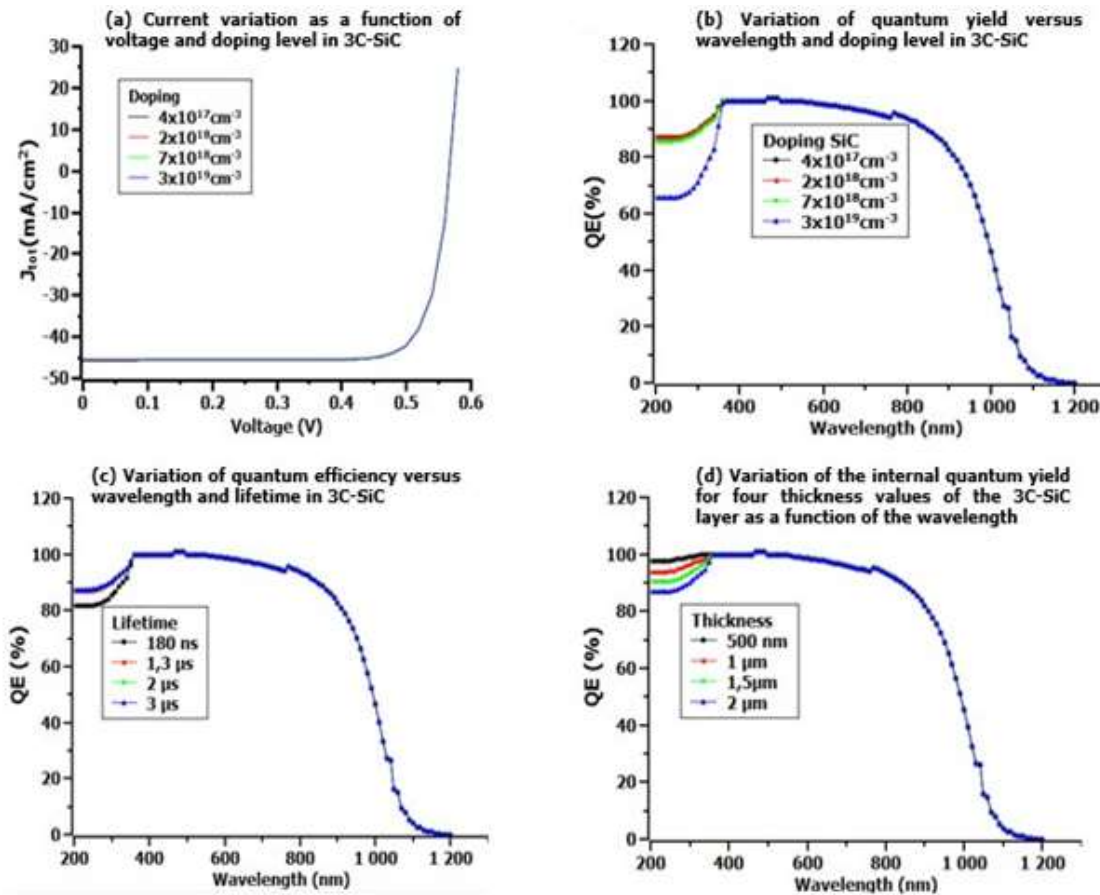 (a) Current variation as a function of
voltage and doping level in 3C-SiC
30
20
10
0
-10
-20
-30
-40
-50
J_tot(mA/cm²)
Doping
4x10¹⁷cm⁻³
2x10¹⁸cm⁻³
7x10¹⁸cm⁻³
3x10¹⁹cm⁻³
0 0.1 0.2 0.3 0.4 0.5 0.6
Voltage (V)
(b) Variation of quantum yield versus
wavelength and doping level in 3C-SiC
120
100
80
60
40
20
0
QE(%)
Doping SiC
4x10¹⁷cm⁻³
2x10¹⁸cm⁻³
7x10¹⁸cm⁻³
3x10¹⁹cm⁻³
200 400 600 800 1 000 1 200
Wavelength (nm)
(c) Variation of quantum efficiency versus
wavelength and lifetime in 3C-SiC
120
100
80
60
40
20
0
QE (%)
Lifetime
180 ns
1,3 µs
2 µs
3 µs
200 400 600 800 1 000 1 200
Wavelength (nm)
(d) Variation of the internal quantum yield
for four thickness values of the 3C-SiC
layer as a function of the wavelength
120
100
80
60
40
20
0
QE (%)
Thickness
500 nm
1 µm
1,5µm
2 µm
200 400 600 800 1 000 1 200
Wavelength (nm)